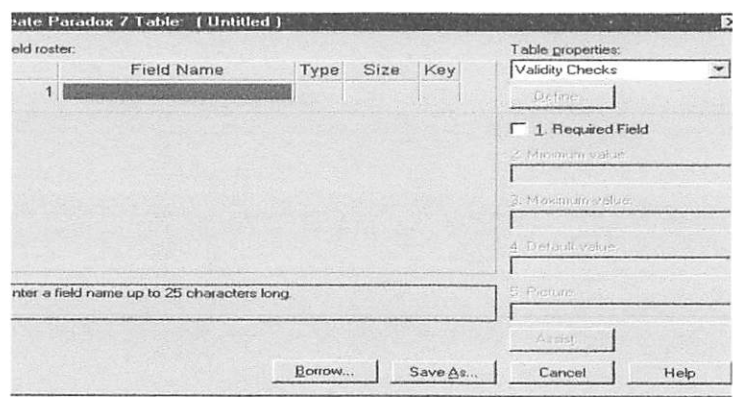 eate Paradox 7 Table: ( Untitled )
eld roster:
Field Name Type Size Key
1
nter a field name up to 25 characters long.
Table properties:
Validity Checks
Define...
1. Required Field
2. Minimum value:
3. Maximum value:
4. Default value:
5. Picture:
Assist...
Borrow... Save As... Cancel Help